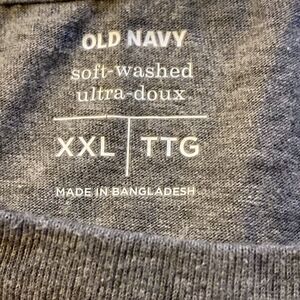 OLD NAVY
soft-washed
ultra-doux
XXL | TTG
MADE IN BANGLADESH